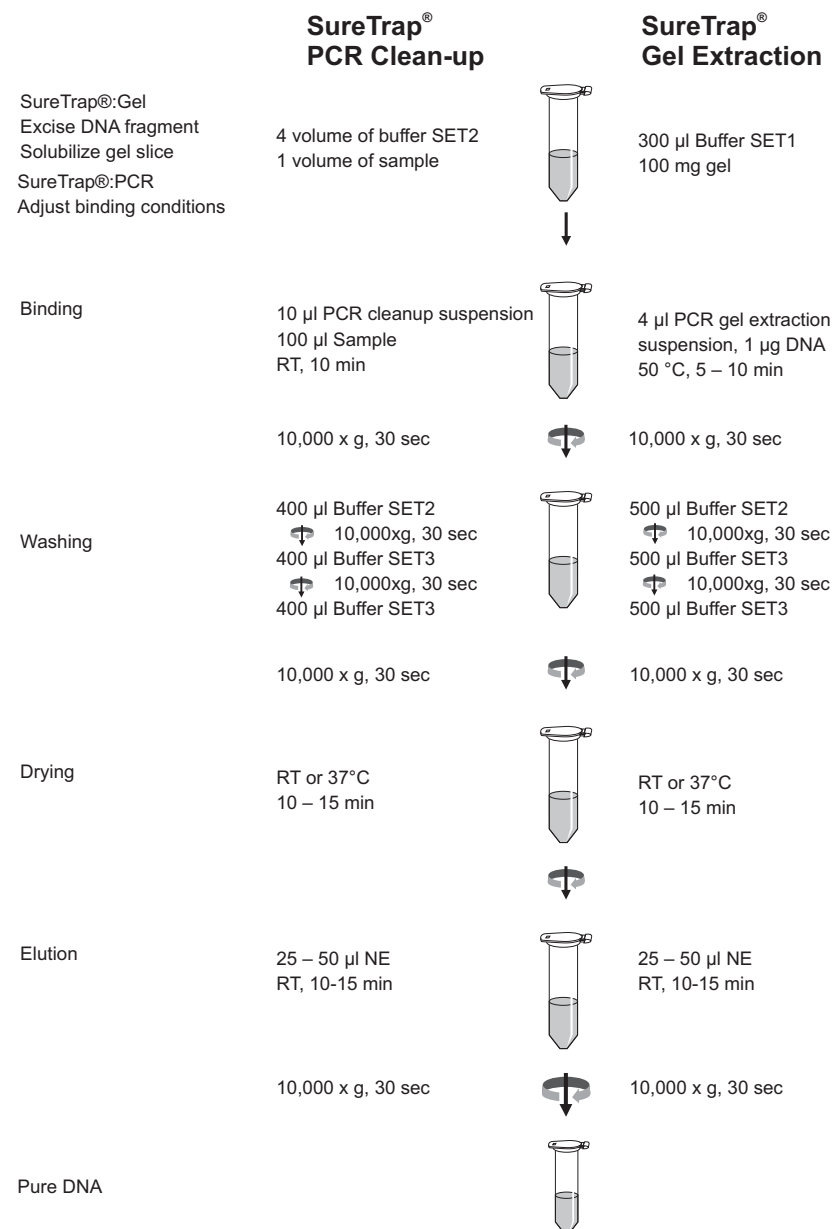 SureTrap®
PCR Clean-up
SureTrap®
Gel Extraction
SureTrap®:Gel
Excise DNA fragment
Solubilize gel slice
SureTrap®:PCR
Adjust binding conditions
4 volume of buffer SET2
1 volume of sample
300 µl Buffer SET1
100 mg gel
Binding
10 µl PCR cleanup suspension
100 µl Sample
RT, 10 min
4 µl PCR gel extraction
suspension, 1 µg DNA
50 °C, 5 – 10 min
10,000 x g, 30 sec
10,000 x g, 30 sec
Washing
400 µl Buffer SET2
10,000xg, 30 sec
400 µl Buffer SET3
10,000xg, 30 sec
400 µl Buffer SET3
500 µl Buffer SET2
10,000xg, 30 sec
500 µl Buffer SET3
10,000xg, 30 sec
500 µl Buffer SET3
10,000 x g, 30 sec
10,000 x g, 30 sec
Drying
RT or 37°C
10 – 15 min
RT or 37°C
10 – 15 min
Elution
25 – 50 µl NE
RT, 10-15 min
25 – 50 µl NE
RT, 10-15 min
10,000 x g, 30 sec
10,000 x g, 30 sec
Pure DNA